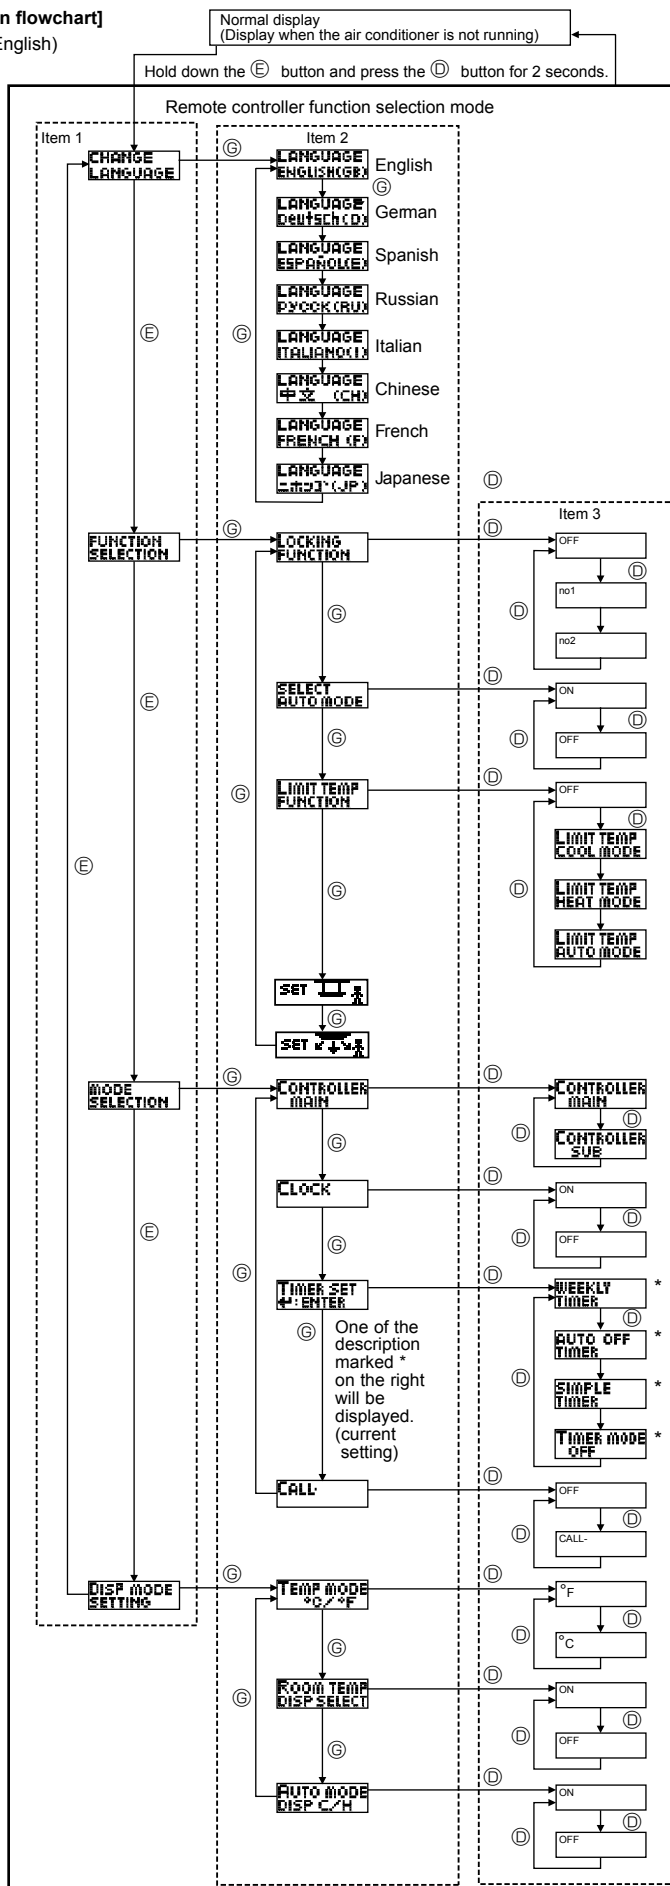 n flowchart]
English)
Normal display
(Display when the air conditioner is not running)
Hold down the Ⓔ button and press the Ⓓ button for 2 seconds.
Remote controller function selection mode
Item 1
Item 2
CHANGE
LANGUAGE
Ⓖ
LANGUAGE
ENGLISH(GB)
English
Ⓖ
LANGUAGE
Deutsch(D)
German
LANGUAGE
ESPAÑOL(E)
Spanish
LANGUAGE
РУССК(RU)
Russian
Ⓔ
Ⓖ
LANGUAGE
ITALIANO(I)
Italian
LANGUAGE
中文 (CH)
Chinese
LANGUAGE
FRENCH (F)
French
LANGUAGE
ニホンゴ(JP)
Japanese
Ⓓ
Item 3
FUNCTION
SELECTION
Ⓖ
LOCKING
FUNCTION
Ⓓ
OFF
Ⓓ
no1
Ⓓ
Ⓖ
no2
SELECT
AUTO MODE
Ⓓ
ON
Ⓔ
Ⓓ
Ⓖ
Ⓓ
OFF
Ⓖ
LIMIT TEMP
FUNCTION
Ⓓ
OFF
Ⓓ
LIMIT TEMP
COOL MODE
Ⓔ
Ⓖ
Ⓓ
LIMIT TEMP
HEAT MODE
LIMIT TEMP
AUTO MODE
SET
Ⓖ
SET
MODE
SELECTION
Ⓖ
CONTROLLER
MAIN
Ⓓ
CONTROLLER
MAIN
Ⓓ
Ⓖ
Ⓓ
CONTROLLER
SUB
CLOCK
Ⓓ
ON
Ⓔ
Ⓓ
Ⓖ
Ⓓ
OFF
Ⓖ
TIMER SET
↵:ENTER
Ⓓ
WEEKLY
TIMER
*
Ⓓ
Ⓖ
One of the
description
marked *
on the right
will be
displayed.
(current
setting)
AUTO OFF
TIMER
*
Ⓓ
SIMPLE
TIMER
*
TIMER MODE
OFF
*
CALL-
Ⓓ
OFF
Ⓓ
Ⓓ
CALL-
DISP MODE
SETTING
Ⓖ
TEMP MODE
°C/°F
Ⓓ
°F
Ⓓ
Ⓖ
Ⓓ
°C
ROOM TEMP
DISP SELECT
Ⓖ
Ⓓ
ON
Ⓓ
Ⓖ
Ⓓ
OFF
AUTO MODE
DISP C/H
Ⓓ
ON
Ⓓ
Ⓓ
OFF